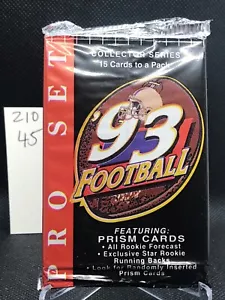 210
45
PRO SET
COLLECTOR SERIES
15 Cards to a Pack
'93
FOOTBALL
FEATURING:
PRISM CARDS
• All Rookie Forecast
• Exclusive Star Rookie
Running Backs
• Look for Randomly Inserted
Prism Cards